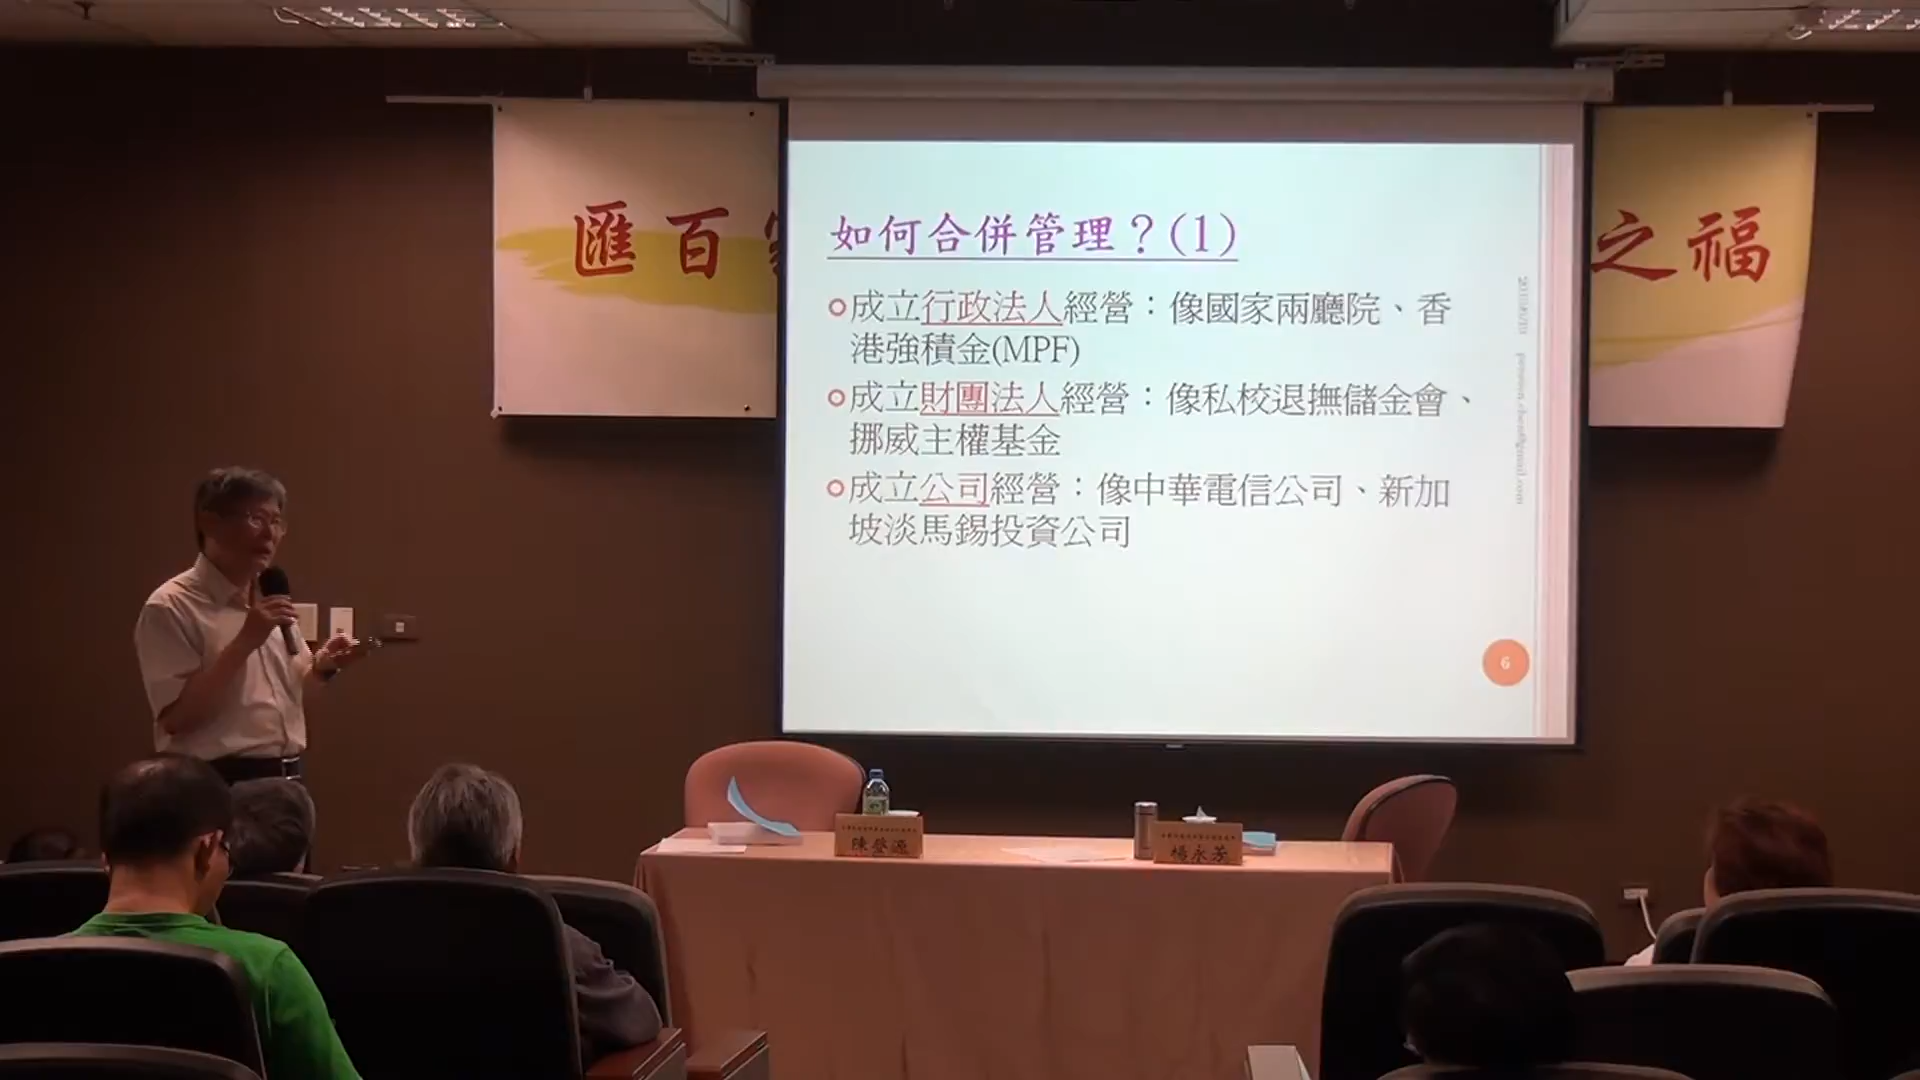 匯百
之福
如何合併管理？(1)
成立行政法人經營：像國家兩廳院、香
港強積金(MPF)
成立財團法人經營：像私校退撫儲金會、
挪威主權基金
成立公司經營：像中華電信公司、新加
坡淡馬錫投資公司
6
陳登源
楊永芳